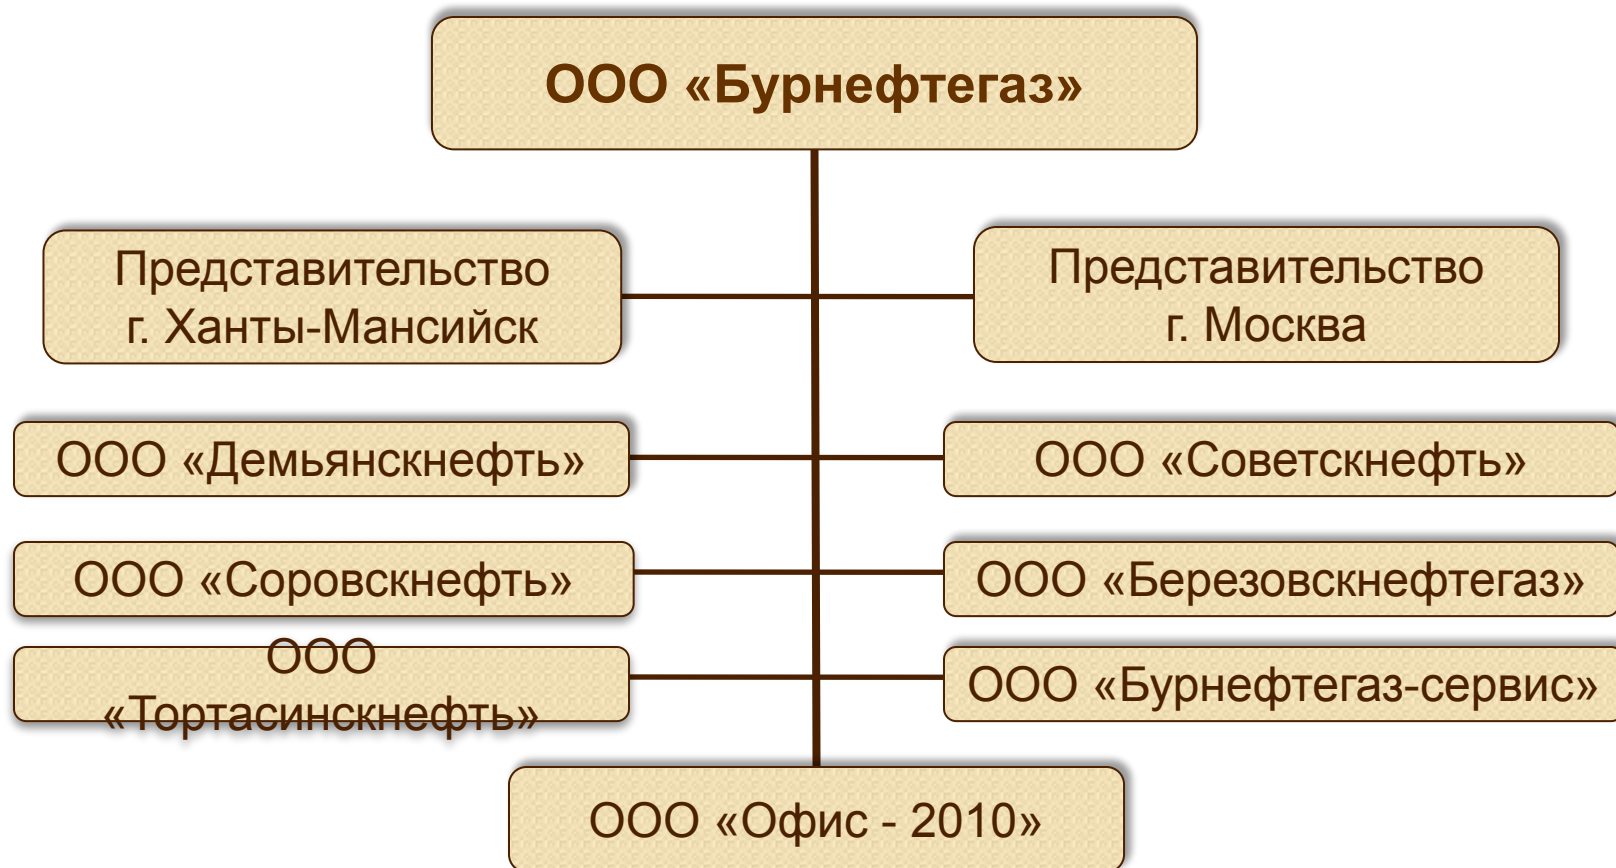 ООО «Бурнефтегаз»
Представительство
г. Ханты-Мансийск
Представительство
г. Москва
ООО «Демьянскнефть»
ООО «Советскнефть»
ООО «Соровскнефть»
ООО «Березовскнефтегаз»
ООО
«Тортасинскнефть»
ООО «Бурнефтегаз-сервис»
ООО «Офис - 2010»